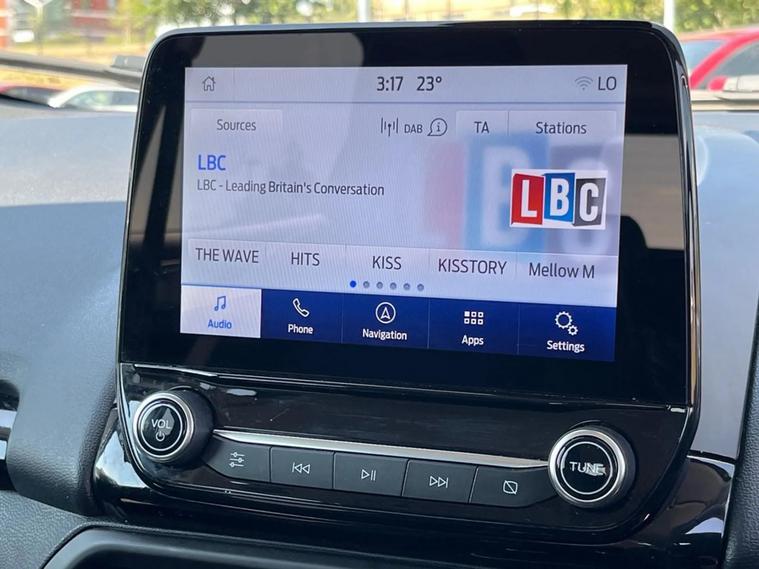 3:17 23° LO
Sources DAB TA Stations
LBC
LBC - Leading Britain's Conversation
LBC
THE WAVE HITS KISS KISSTORY Mellow M
Audio Phone Navigation Apps Settings
VOL
TUNE